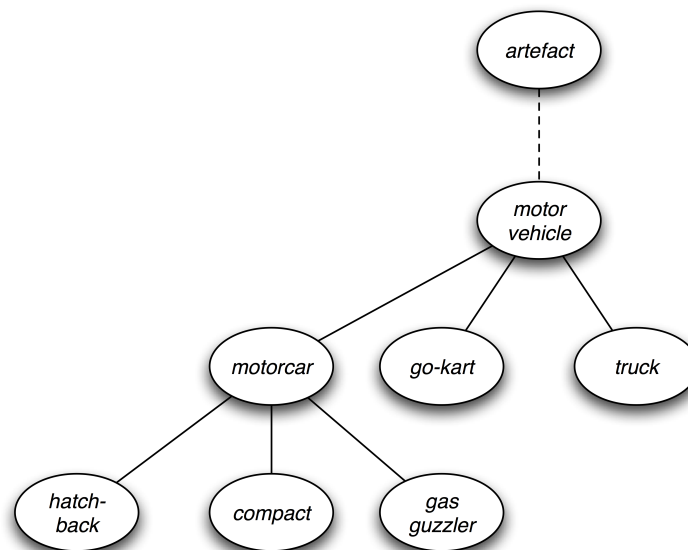 artefact
motor
vehicle
motorcar
go-kart
truck
hatch-
back
compact
gas
guzzler